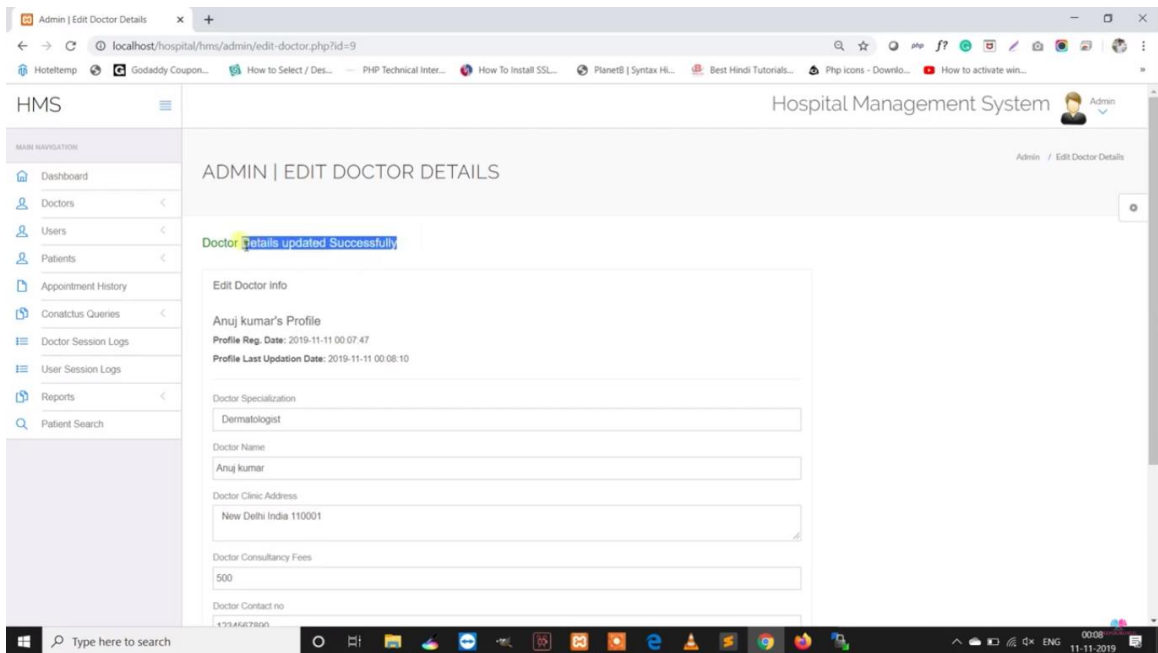 Admin | Edit Doctor Details
localhost/hospital/hms/admin/edit-doctor.php?id=9
php f?
Hoteltemp Godaddy Coupon... How to Select / Des... PHP Technical Inter... How To Install SSL... PlanetB | Syntax Hi... Best Hindi Tutorials... Php icons - Downlo... How to activate win... »
HMS
Hospital Management System
Admin
MAIN NAVIGATION
Admin / Edit Doctor Details
ADMIN | EDIT DOCTOR DETAILS
Dashboard
Doctors
Users
Patients
Appointment History
Conatctus Queries
Doctor Session Logs
User Session Logs
Reports
Patient Search
Doctor Details updated Successfully
Edit Doctor info
Anuj kumar's Profile
Profile Reg. Date: 2019-11-11 00:07:47
Profile Last Updation Date: 2019-11-11 00:08:10
Doctor Specialization
Dermatologist
Doctor Name
Anuj kumar
Doctor Clinic Address
New Delhi India 110001
Doctor Consultancy Fees
500
Doctor Contact no
1234567890
Type here to search
ENG
00:08
11-11-2019